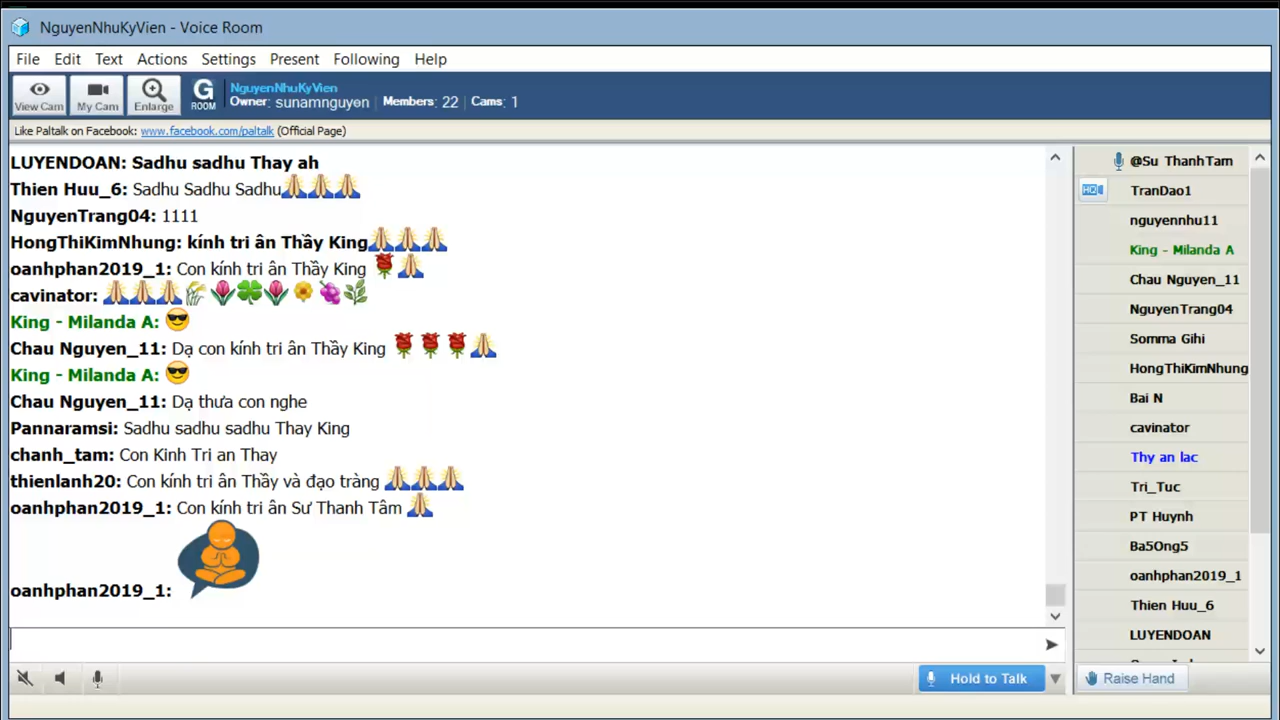 NguyenNhuKyVien - Voice Room
File Edit Text Actions Settings Present Following Help
View Cam My Cam Enlarge G ROOM NguyenNhuKyVien
Owner: sunamnguyen Members: 22 Cams: 1
Like Paltalk on Facebook: www.facebook.com/paltalk (Official Page)
LUYENDOAN: Sadhu sadhu Thay ah
Thien Huu_6: Sadhu Sadhu Sadhu🙏🙏🙏
NguyenTrang04: 1111
HongThiKimNhung: kính tri ân Thầy King🙏🙏🙏
oanhphan2019_1: Con kính tri ân Thầy King 🌹🙏
cavinator: 🙏🙏🙏🌾🌷🍀🌷🌼🍇🌿
King - Milanda A: 😎
Chau Nguyen_11: Dạ con kính tri ân Thầy King 🌹🌹🌹🙏
King - Milanda A: 😎
Chau Nguyen_11: Dạ thưa con nghe
Pannaramsi: Sadhu sadhu sadhu Thay King
chanh_tam: Con Kinh Tri an Thay
thienlanh20: Con kính tri ân Thầy và đạo tràng 🙏🙏🙏
oanhphan2019_1: Con kính tri ân Sư Thanh Tâm 🙏
oanhphan2019_1:
@Su ThanhTam
HD TranDao1
nguyennhu11
King - Milanda A
Chau Nguyen_11
NguyenTrang04
Somma Gihi
HongThiKimNhung
Bai N
cavinator
Thy an lac
Tri_Tuc
PT Huynh
Ba5Ong5
oanhphan2019_1
Thien Huu_6
LUYENDOAN
Hold to Talk
Raise Hand